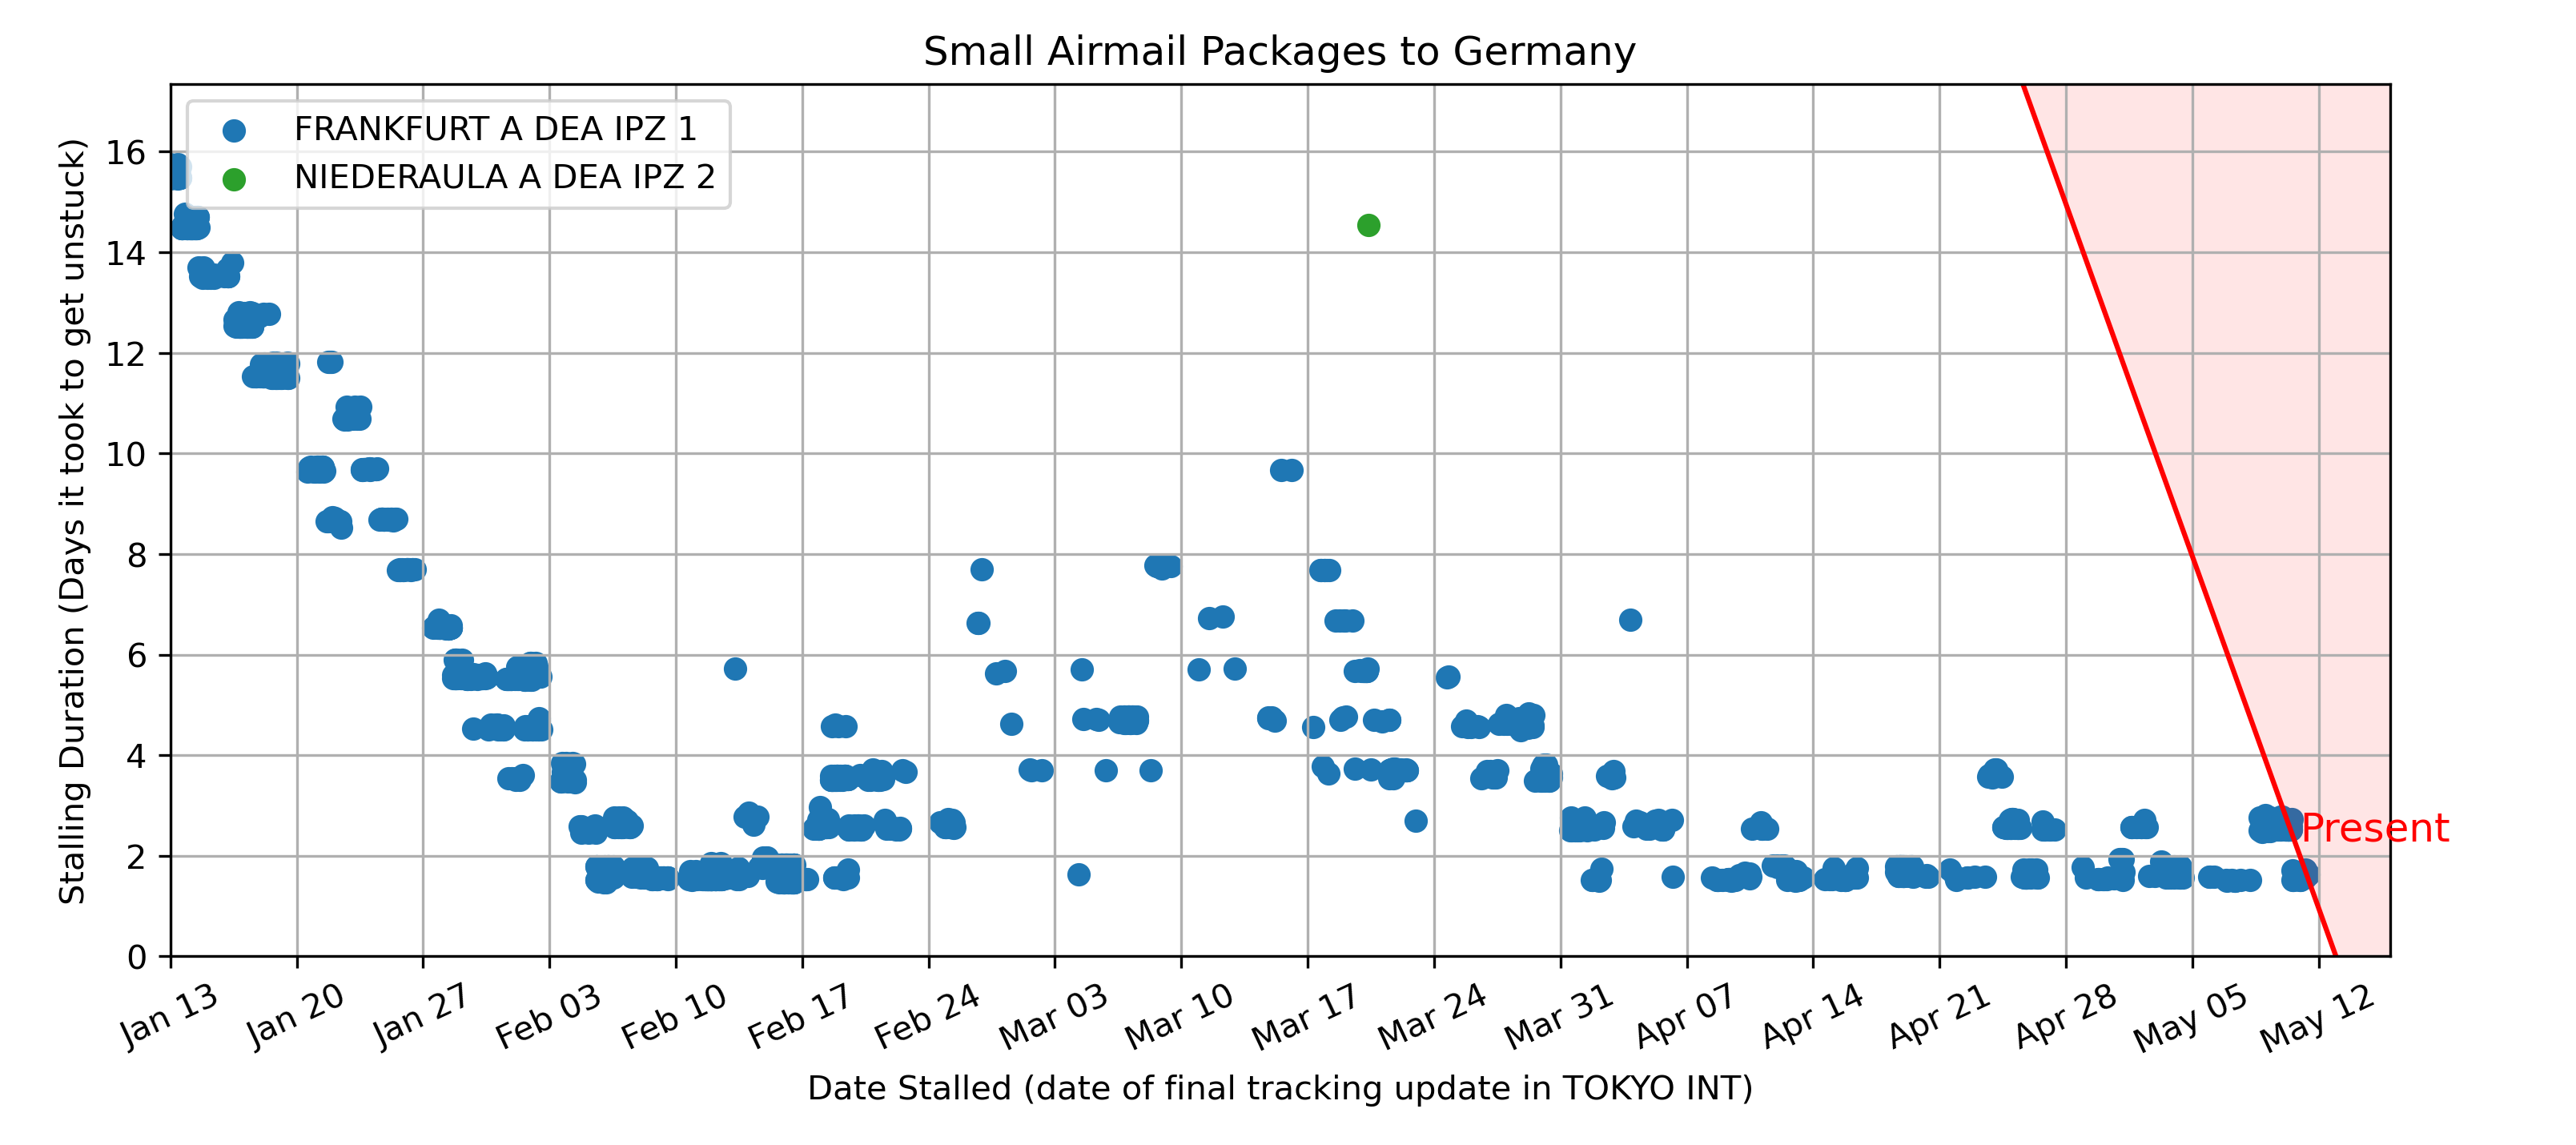 Small Airmail Packages to Germany
FRANKFURT A DEA IPZ 1
NIEDERAULA A DEA IPZ 2
Stalling Duration (Days it took to get unstuck)
16
14
12
10
8
6
4
2
0
Present
Jan 13
Jan 20
Jan 27
Feb 03
Feb 10
Feb 17
Feb 24
Mar 03
Mar 10
Mar 17
Mar 24
Mar 31
Apr 07
Apr 14
Apr 21
Apr 28
May 05
May 12
Date Stalled (date of final tracking update in TOKYO INT)